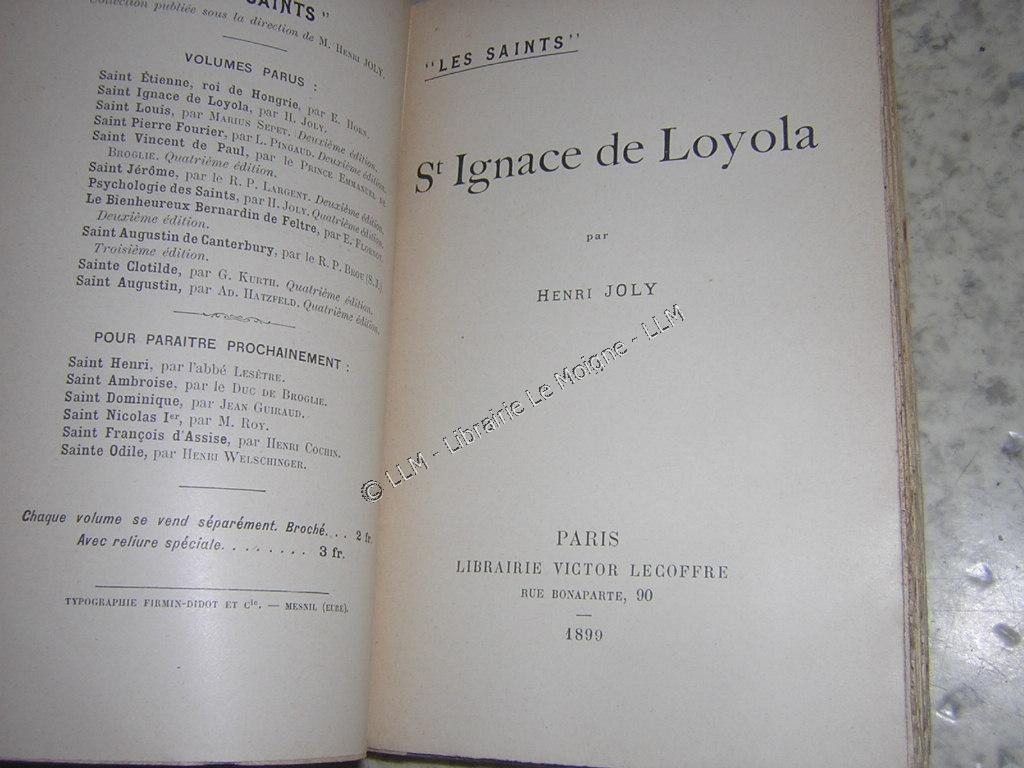 SAINTS"
Collection publiée sous la direction de M. HENRI JOLY.
VOLUMES PARUS :
Saint Étienne, roi de Hongrie, par E. HORN.
Saint Ignace de Loyola, par H. JOLY.
Saint Louis, par MARIUS SEPET. Deuxième édition.
Saint Pierre Fourier, par L. PINGAUD. Deuxième édition.
Saint Vincent de Paul, par le PRINCE EMMANUEL DE
BROGLIE. Quatrième édition.
Saint Jérôme, par le R. P. LARGENT. Deuxième édition.
Psychologie des Saints, par H. JOLY. Quatrième édition.
Le Bienheureux Bernardin de Feltre, par E. FLORNOY.
Deuxième édition.
Saint Augustin de Canterbury, par le R. P. BROU (S.J.)
Troisième édition.
Sainte Clotilde, par G. KURTH. Quatrième édition.
Saint Augustin, par AD. HATZFELD. Quatrième édition.
POUR PARAITRE PROCHAINEMENT :
Saint Henri, par l'abbé LESÊTRE.
Saint Ambroise, par le DUC DE BROGLIE.
Saint Dominique, par JEAN GUIRAUD.
Saint Nicolas Ier, par M. ROY.
Saint François d'Assise, par HENRI COCHIN.
Sainte Odile, par HENRI WELSCHINGER.
Chaque volume se vend séparément. Broché. . . 2 fr.
Avec reliure spéciale. . . . . . . . 3 fr.
TYPOGRAPHIE FIRMIN-DIDOT ET Cie. — MESNIL (EURE).
"LES SAINTS"
St Ignace de Loyola
par
HENRI JOLY
© LLM - Librairie Le Moigne - LLM
PARIS
LIBRAIRIE VICTOR LECOFFRE
RUE BONAPARTE, 90
1899